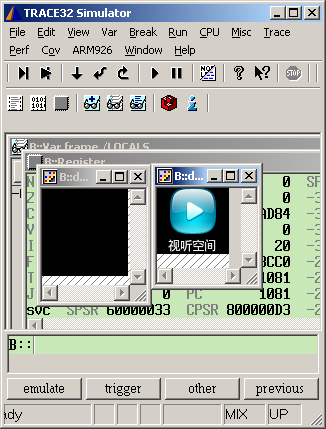 TRACE32 Simulator
File Edit View Var Break Run CPU Misc Trace
Perf Cov ARM926 Window Help
STOP
B::Var.frame /LOCALS
B::Register
B::d...
B::d...
N 0 SP
Z 0
C AD84
V 0
I 20
F 8CC0
T 1081
J 0 PC 1081
svc SPSR 60000033 CPSR 800000D3
视听空间
B::
emulate trigger other previous
ady MIX UP